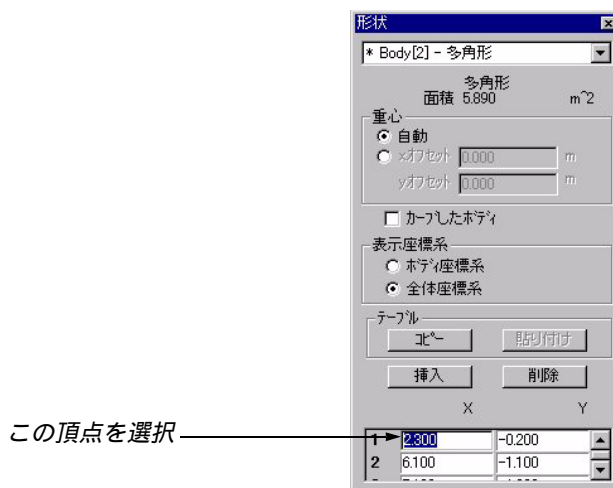 形状
* Body[2] - 多角形
多角形
面積 5.890 m^2
重心
自動
xオフセット 0.000 m
yオフセット 0.000 m
カーブしたボディ
表示座標系
ボディ座標系
全体座標系
テーブル
コピー 貼り付け
挿入 削除
X Y
この頂点を選択
1 2.300 -0.200
2 6.100 -1.100